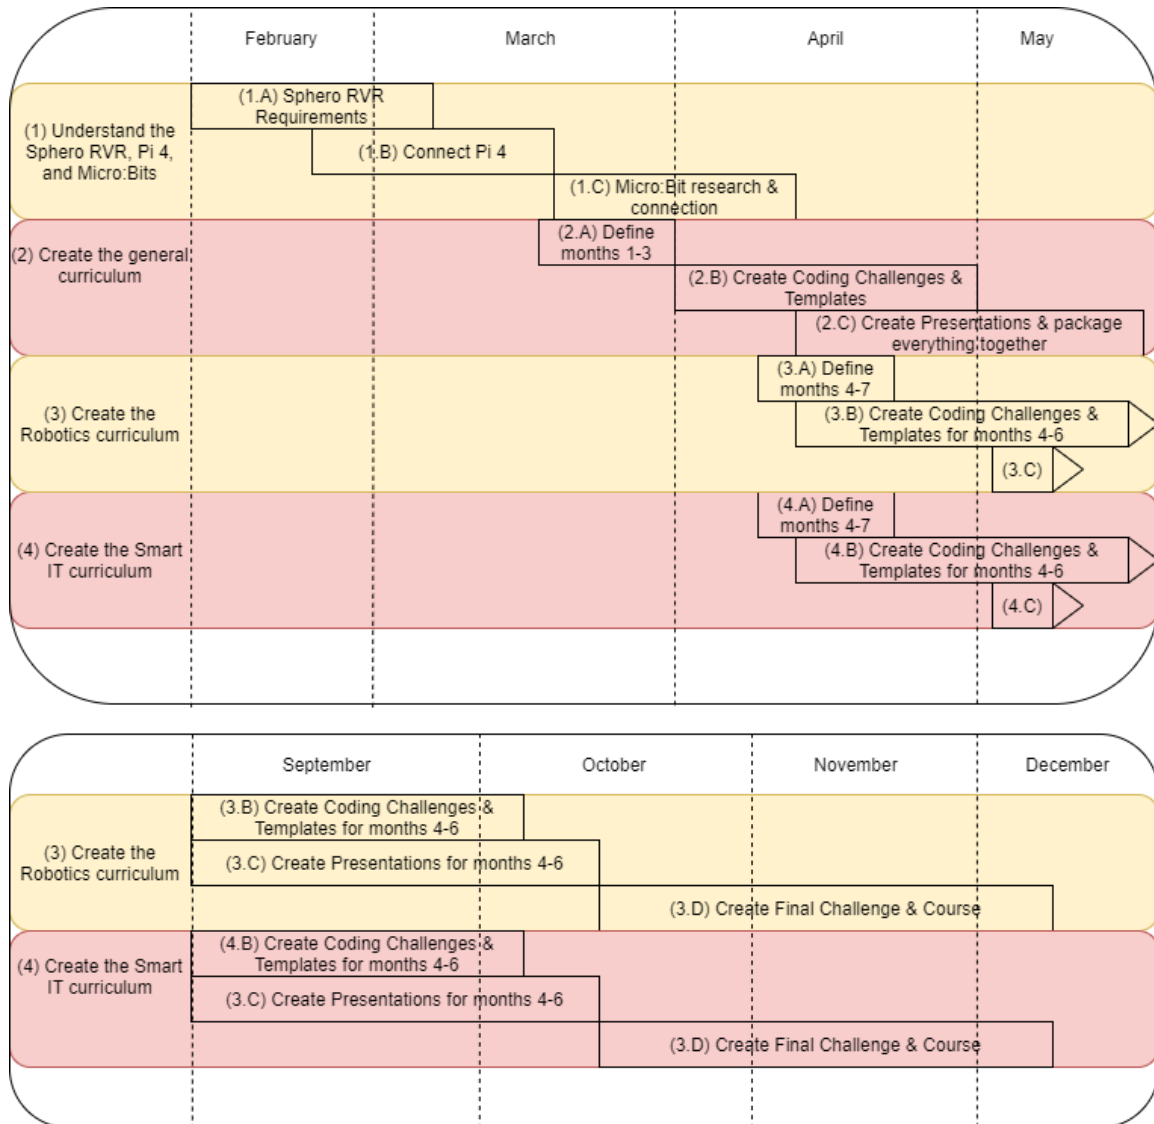 February
March
April
May
(1) Understand the
Sphero RVR, Pi 4,
and Micro:Bits
(1.A) Sphero RVR
Requirements
(1.B) Connect Pi 4
(1.C) Micro:Bit research &
connection
(2) Create the general
curriculum
(2.A) Define
months 1-3
(2.B) Create Coding Challenges &
Templates
(2.C) Create Presentations & package
everything together
(3) Create the
Robotics curriculum
(3.A) Define
months 4-7
(3.B) Create Coding Challenges &
Templates for months 4-6
(3.C)
(4) Create the Smart
IT curriculum
(4.A) Define
months 4-7
(4.B) Create Coding Challenges &
Templates for months 4-6
(4.C)
September
October
November
December
(3) Create the
Robotics curriculum
(3.B) Create Coding Challenges &
Templates for months 4-6
(3.C) Create Presentations for months 4-6
(3.D) Create Final Challenge & Course
(4) Create the Smart
IT curriculum
(4.B) Create Coding Challenges &
Templates for months 4-6
(3.C) Create Presentations for months 4-6
(3.D) Create Final Challenge & Course